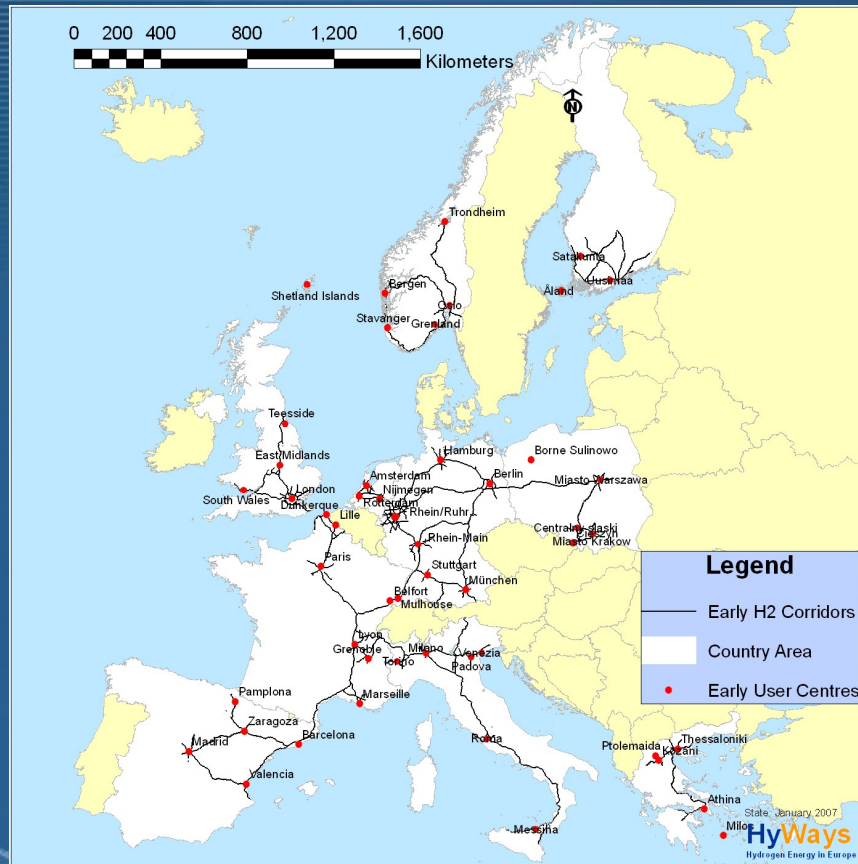 0 200 400 800 1,200 1,600
Kilometers
N
Trondheim
Satakunta
Uusimaa
Åland
Bergen
Shetland Islands
Oslo
Stavanger
Grenland
Teesside
East/Midlands
Hamburg
Borne Sulinowo
Berlin
Amsterdam
Miasto Warszawa
South Wales
London
Nijmegen
Rotterdam
Dunkerque
Rhein/Ruhr
Lille
Centralny slaski
Cieszyn
Miasto Krakow
Rhein-Main
Paris
Stuttgart
München
Belfort
Mulhouse
Lyon
Grenoble
Torino
Milano
Venezia
Padova
Pamplona
Marseille
Zaragoza
Madrid
Barcelona
Roma
Valencia
Thessaloniki
Ptolemaida
Kozani
Athina
Messina
Milos
Legend
Early H2 Corridors
Country Area
Early User Centres
State January 2007
HyWays
Hydrogen Energy in Europe